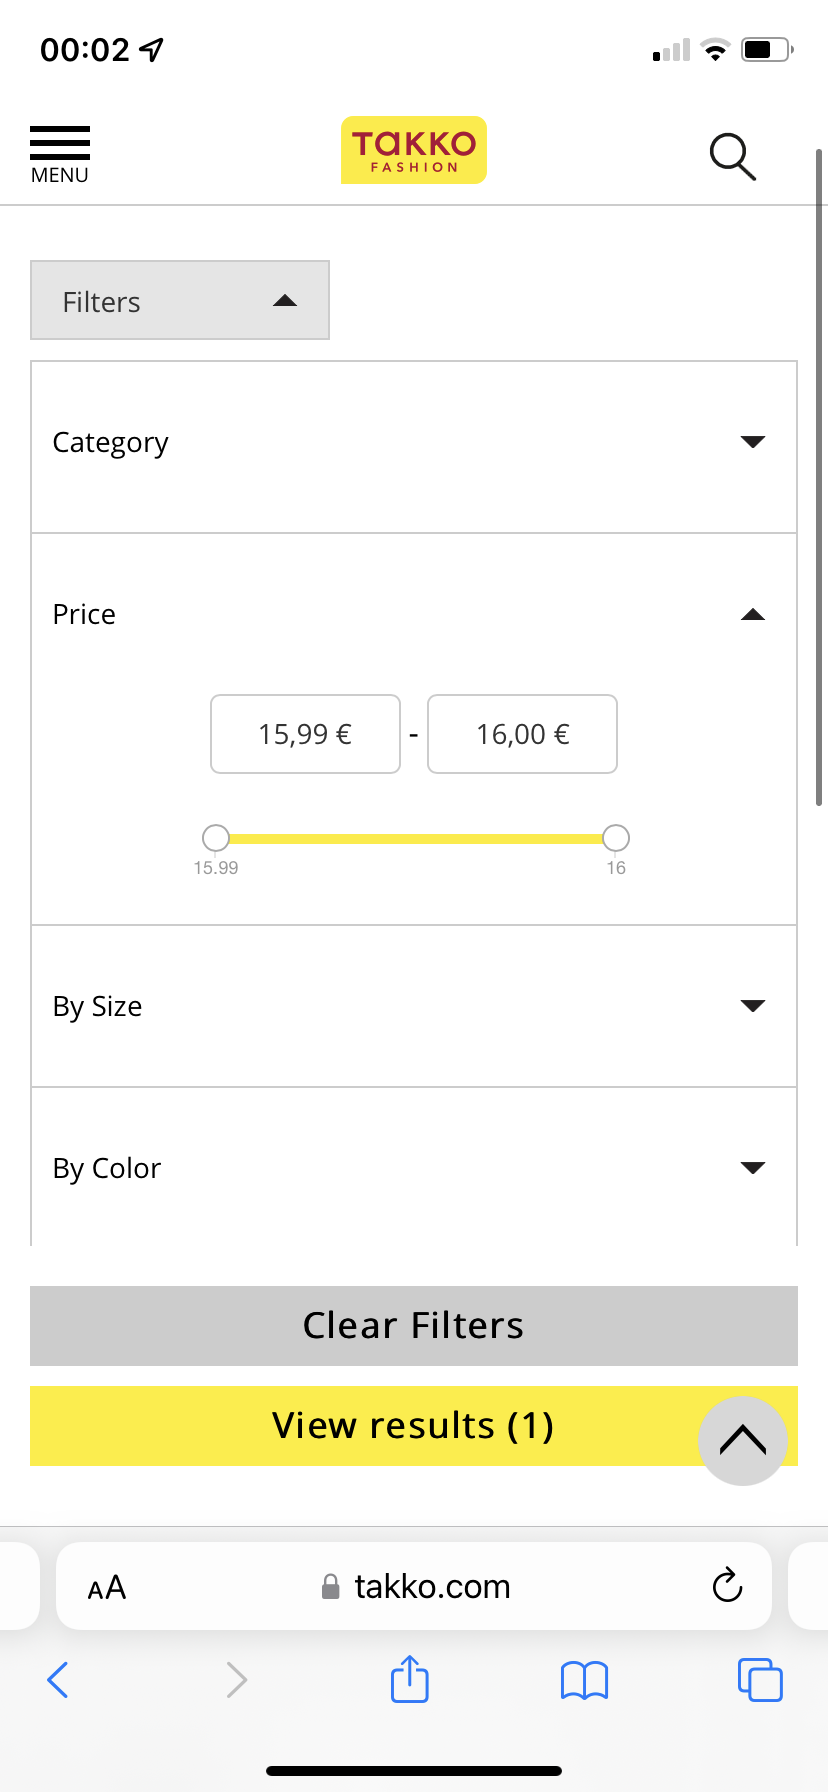 00:02
MENU
TAKKO
FASHION
Filters
Category
Price
15,99 € - 16,00 €
15.99 16
By Size
By Color
Clear Filters
View results (1)
AA takko.com